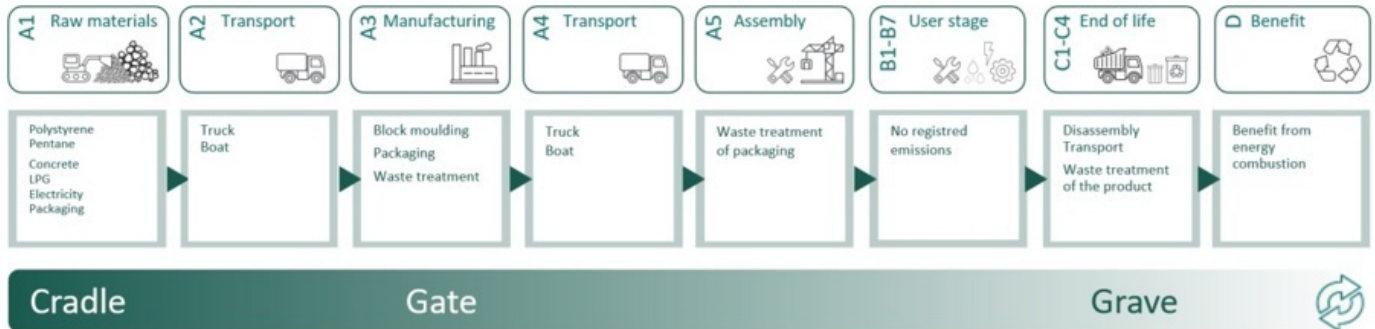 A1 Raw materials
A2 Transport
A3 Manufacturing
A4 Transport
A5 Assembly
B1-B7 User stage
C1-C4 End of life
D Benefit
Polystyrene
Pentane
Concrete
LPG
Electricity
Packaging
Truck
Boat
Block moulding
Packaging
Waste treatment
Truck
Boat
Waste treatment
of packaging
No registred
emissions
Disassembly
Transport
Waste treatment
of the product
Benefit from
energy
combustion
Cradle
Gate
Grave